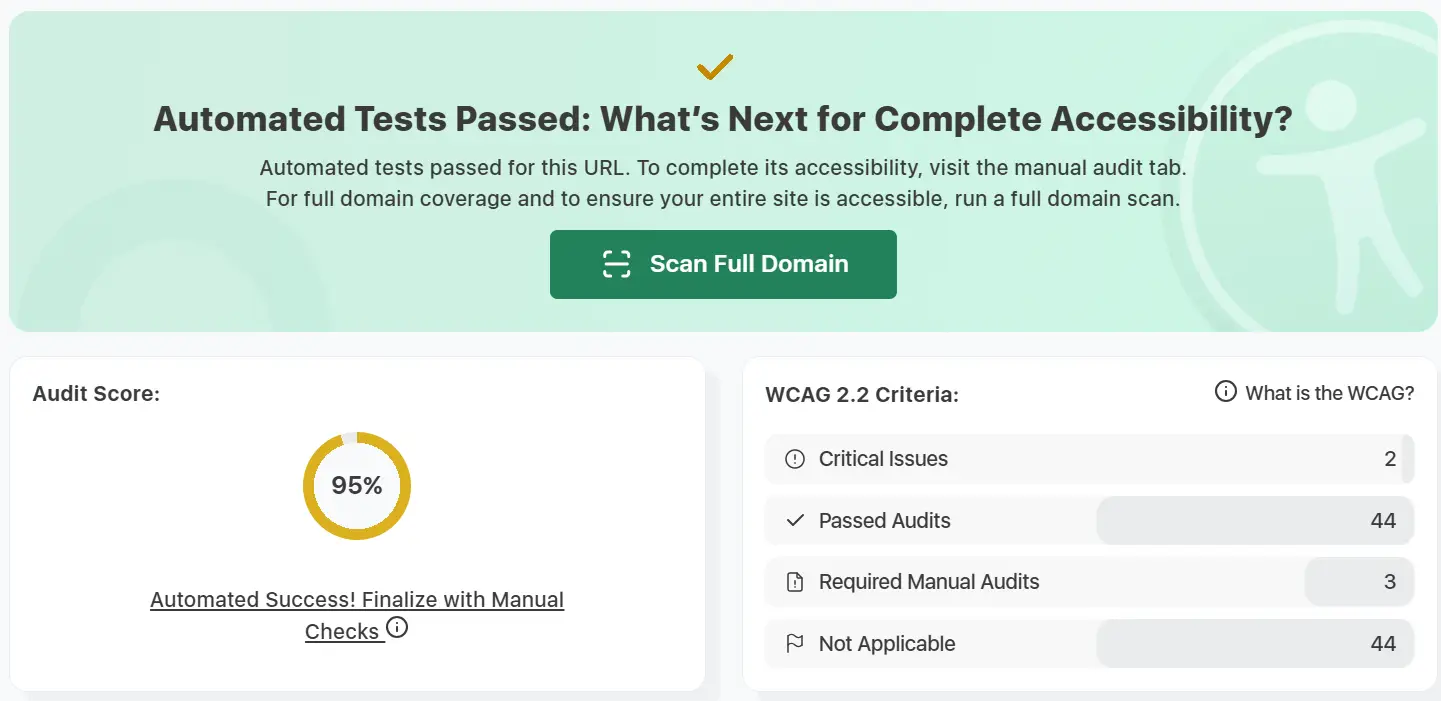 Automated Tests Passed: What’s Next for Complete Accessibility?
Automated tests passed for this URL. To complete its accessibility, visit the manual audit tab.
For full domain coverage and to ensure your entire site is accessible, run a full domain scan.
Scan Full Domain
Audit Score:
95%
Automated Success! Finalize with Manual
Checks
WCAG 2.2 Criteria:
What is the WCAG?
Critical Issues 2
Passed Audits 44
Required Manual Audits 3
Not Applicable 44